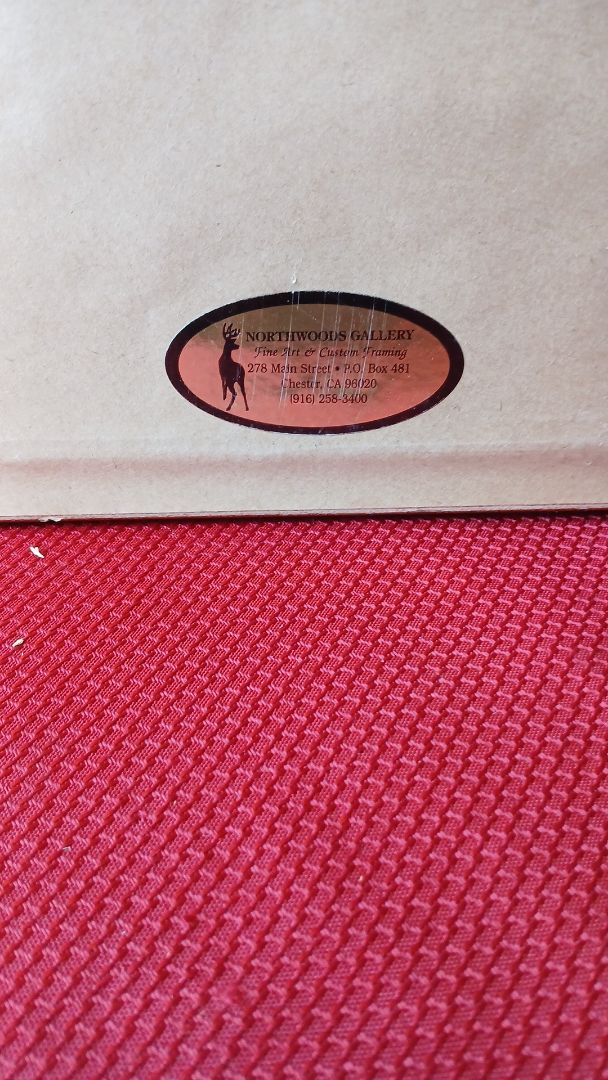 NORTHWOODS GALLERY
Fine Art & Custom Framing
278 Main Street • P.O. Box 481
Chester, CA 96020
(916) 258-3400